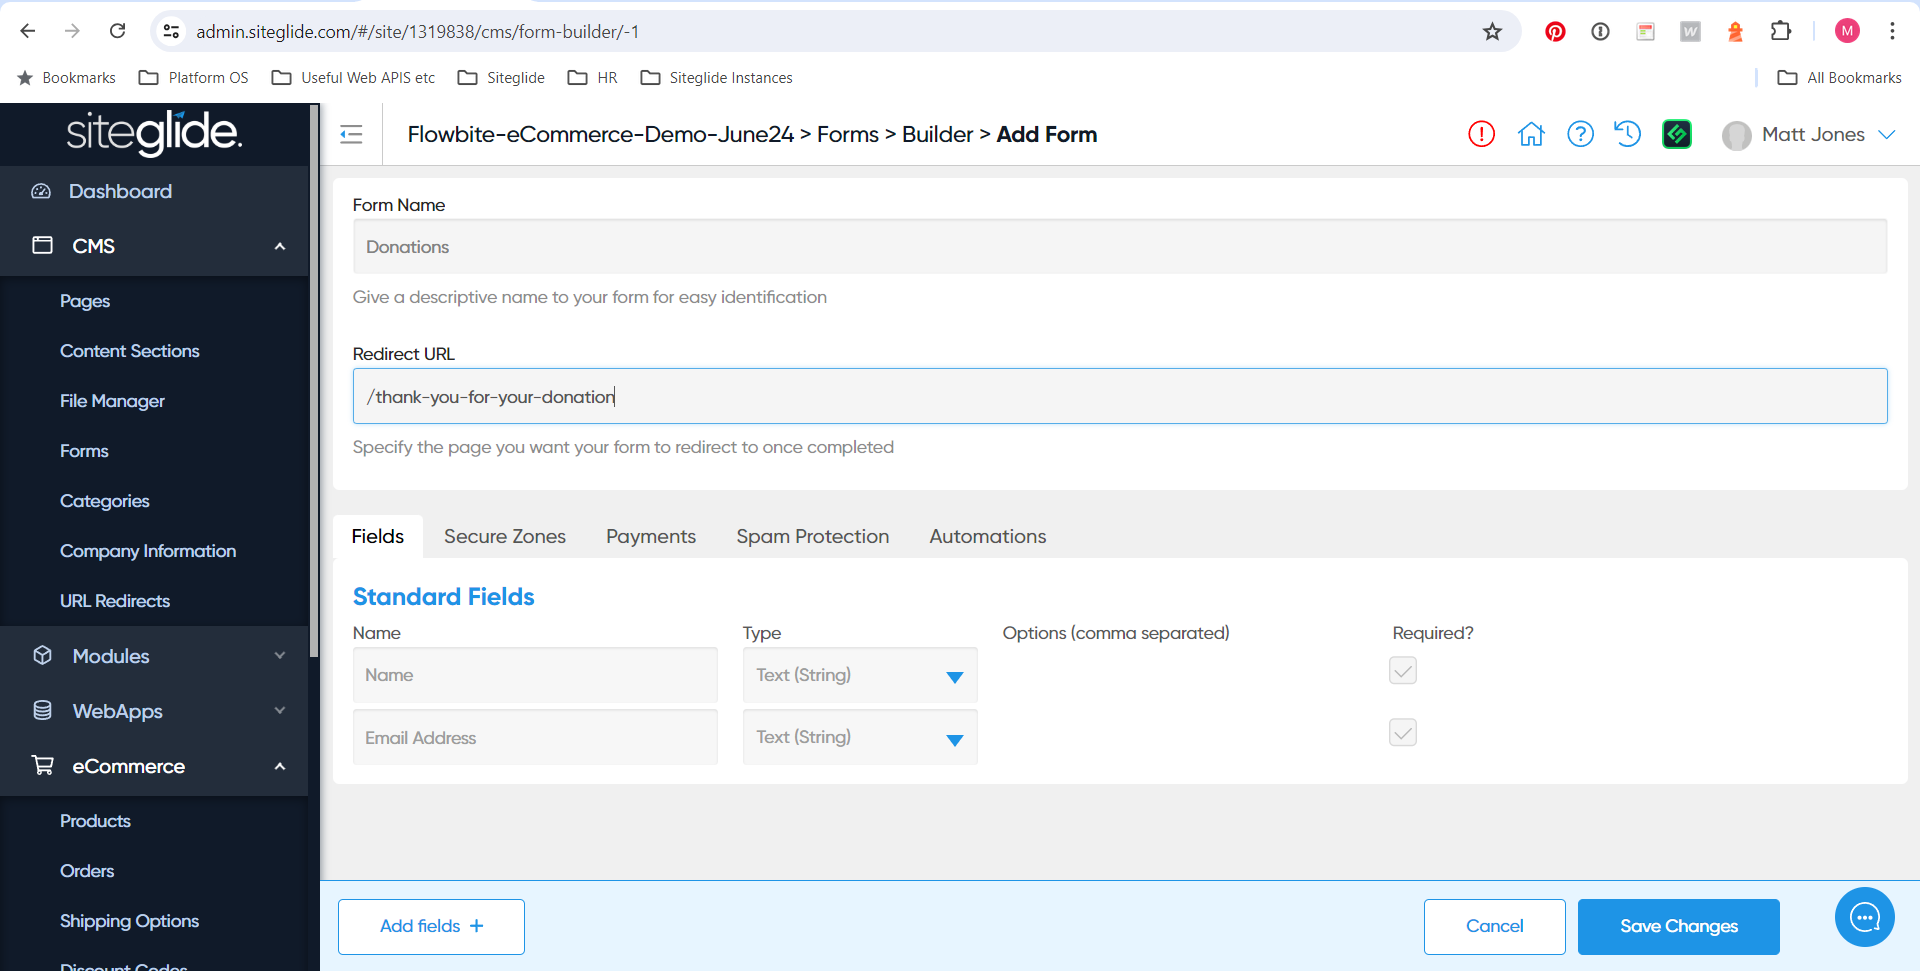 admin.siteglide.com/#/site/1319838/cms/form-builder/-1
W
M
Bookmarks
Platform OS
Useful Web APIS etc
Siteglide
HR
Siteglide Instances
All Bookmarks
siteglide.
Flowbite-eCommerce-Demo-June24 > Forms > Builder > Add Form
Matt Jones
Dashboard
CMS
Pages
Content Sections
File Manager
Forms
Categories
Company Information
URL Redirects
Modules
WebApps
eCommerce
Products
Orders
Shipping Options
Discount Codes
Form Name
Donations
Give a descriptive name to your form for easy identification
Redirect URL
/thank-you-for-your-donation
Specify the page you want your form to redirect to once completed
Fields
Secure Zones
Payments
Spam Protection
Automations
Standard Fields
Name
Type
Options (comma separated)
Required?
Name
Text (String)
Email Address
Text (String)
Add fields +
Cancel
Save Changes